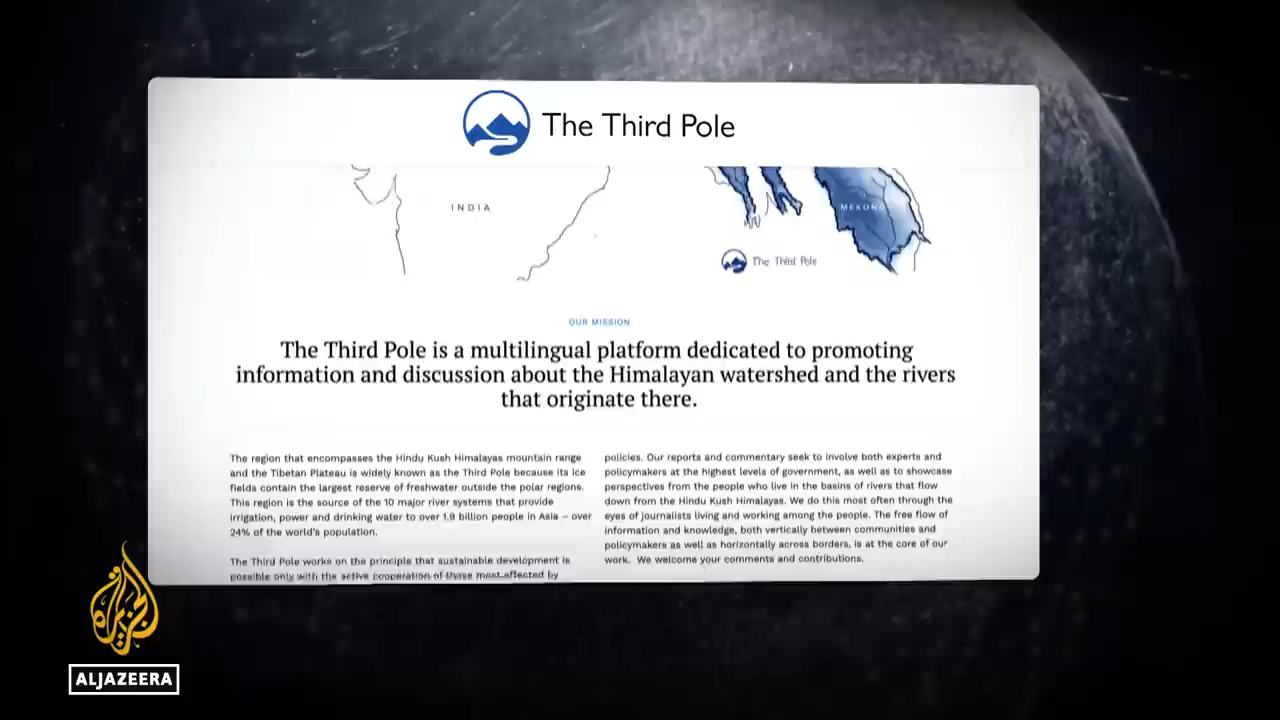 The Third Pole
INDIA
MEKONG
The Third Pole
OUR MISSION
The Third Pole is a multilingual platform dedicated to promoting
information and discussion about the Himalayan watershed and the rivers
that originate there.
The region that encompasses the Hindu Kush Himalayas mountain range
and the Tibetan Plateau is widely known as the Third Pole because its ice
fields contain the largest reserve of freshwater outside the polar regions.
This region is the source of the 10 major river systems that provide
irrigation, power and drinking water to over 1.9 billion people in Asia – over
24% of the world's population.
The Third Pole works on the principle that sustainable development is
possible only with the active cooperation of those most affected by
policies. Our reports and commentary seek to involve both experts and
policymakers at the highest levels of government, as well as to showcase
perspectives from the people who live in the basins of rivers that flow
down from the Hindu Kush Himalayas. We do this most often through the
eyes of journalists living and working among the people. The free flow of
information and knowledge, both vertically between communities and
policymakers as well as horizontally across borders, is at the core of our
work. We welcome your comments and contributions.
الجزيرة
ALJAZEERA